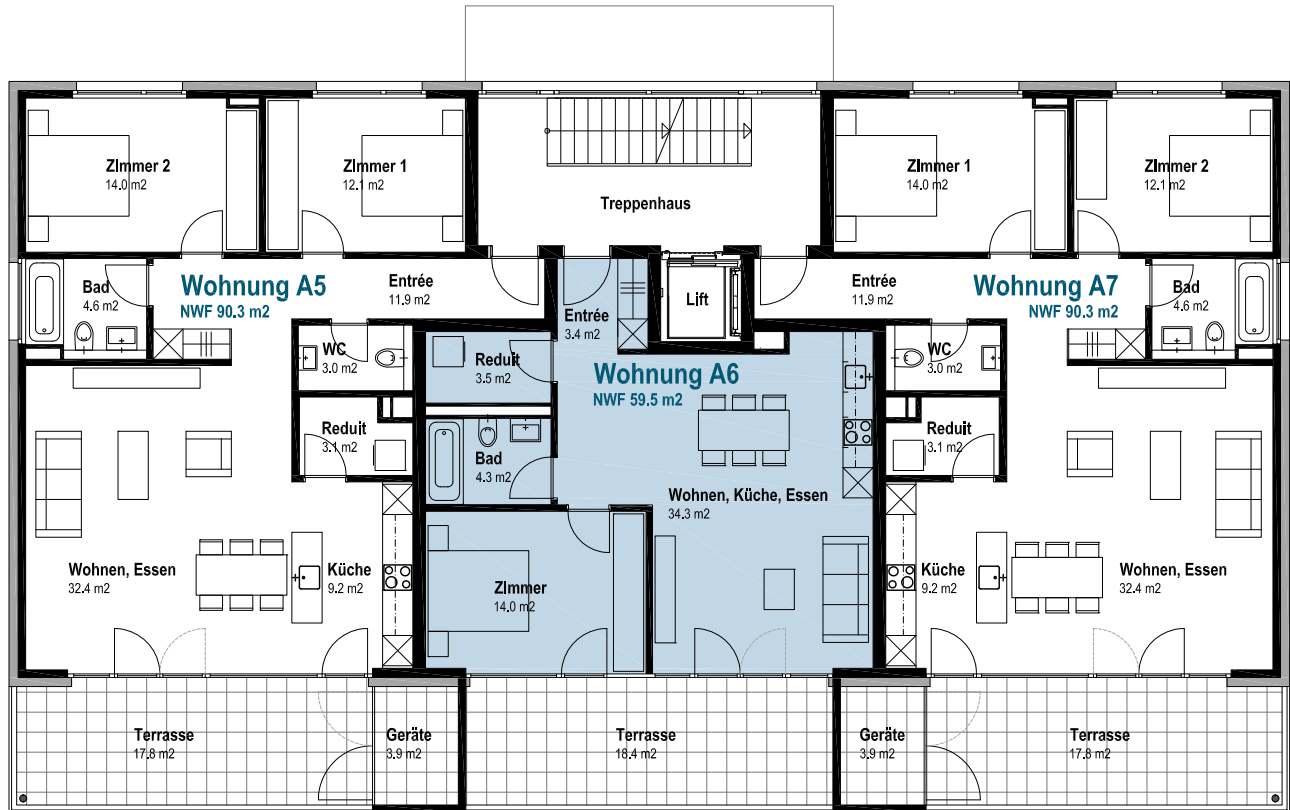 ZImmer 2
14.0 m2
ZImmer 1
12.1 m2
Treppenhaus
ZImmer 1
14.0 m2
ZImmer 2
12.1 m2
Bad
4.6 m2
Wohnung A5
NWF 90.3 m2
Entrée
11.9 m2
Entrée
3.4 m2
Lift
Entrée
11.9 m2
Wohnung A7
NWF 90.3 m2
Bad
4.6 m2
WC
3.0 m2
Reduit
3.5 m2
Wohnung A6
NWF 59.5 m2
WC
3.0 m2
Reduit
3.1 m2
Bad
4.3 m2
Reduit
3.1 m2
Wohnen, Küche, Essen
34.3 m2
Wohnen, Essen
32.4 m2
Küche
9.2 m2
ZImmer
14.0 m2
Küche
9.2 m2
Wohnen, Essen
32.4 m2
Terrasse
17.8 m2
Geräte
3.9 m2
Terrasse
18.4 m2
Geräte
3.9 m2
Terrasse
17.8 m2